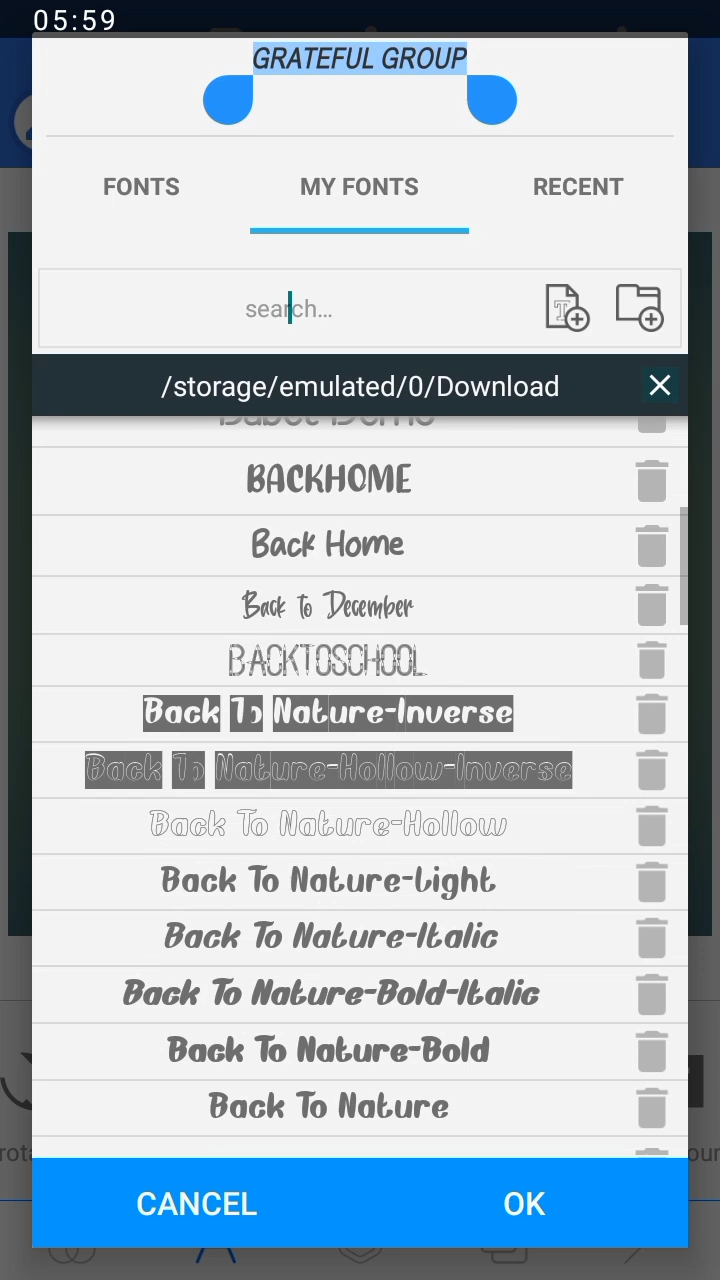 05:59
GRATEFUL GROUP
FONTS MY FONTS RECENT
search...
/storage/emulated/0/Download
BACKHOME
Back Home
Back to December
BACKTOSCHOOL
Back To Nature-Inverse
Back To Nature-Hollow-Inverse
Back To Nature-Hollow
Back To Nature-Light
Back To Nature-Italic
Back To Nature-Bold-Italic
Back To Nature-Bold
Back To Nature
CANCEL OK